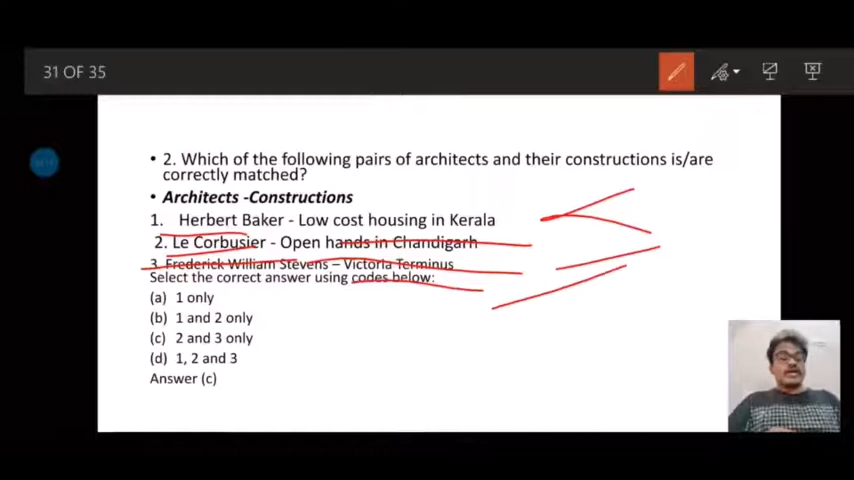 31 OF 35
• 2. Which of the following pairs of architects and their constructions is/are
correctly matched?
• Architects -Constructions
1. Herbert Baker - Low cost housing in Kerala
2. Le Corbusier - Open hands in Chandigarh
3. Frederick William Stevens – Victoria Terminus
Select the correct answer using codes below:
(a) 1 only
(b) 1 and 2 only
(c) 2 and 3 only
(d) 1, 2 and 3
Answer (c)